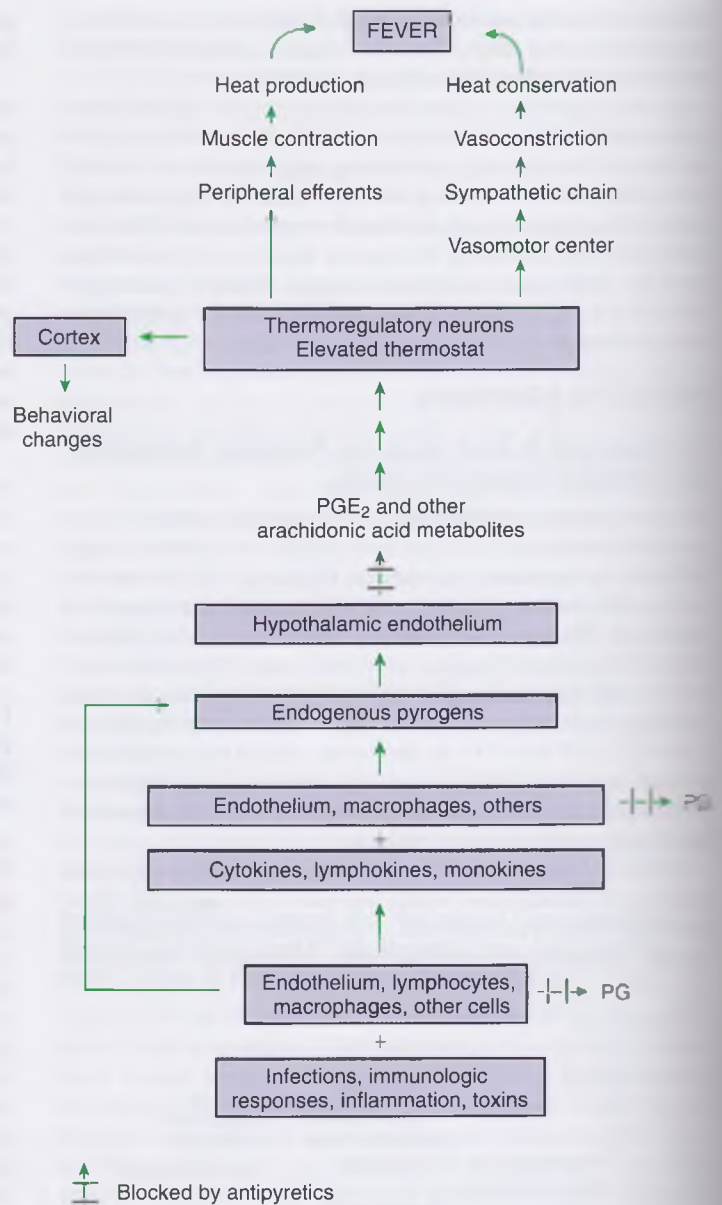 FEVER
Heat production
Heat conservation
Muscle contraction
Vasoconstriction
Peripheral efferents
Sympathetic chain
Vasomotor center
Thermoregulatory neurons
Elevated thermostat
Cortex
Behavioral
changes
PGE₂ and other
arachidonic acid metabolites
Hypothalamic endothelium
Endogenous pyrogens
Endothelium, macrophages, others
PG
+
Cytokines, lymphokines, monokines
Endothelium, lymphocytes,
macrophages, other cells
PG
+
Infections, immunologic
responses, inflammation, toxins
Blocked by antipyretics